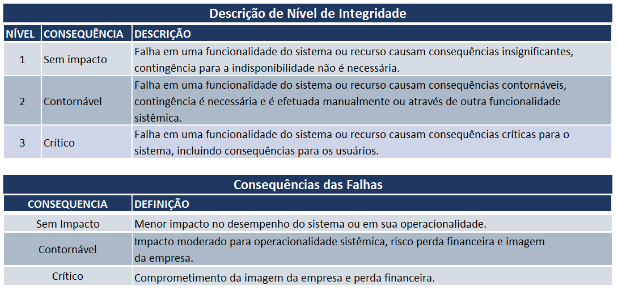 Descrição de Nível de Integridade
NÍVEL CONSEQUÊNCIA DESCRIÇÃO
1 Sem impacto Falha em uma funcionalidade do sistema ou recurso causam consequências insignificantes,
contingência para a indisponibilidade não é necessária.
2 Contornável Falha em uma funcionalidade do sistema ou recurso causam consequências contornáveis,
contingência é necessária e é efetuada manualmente ou através de outra funcionalidade
sistêmica.
3 Crítico Falha em uma funcionalidade do sistema ou recurso causam consequências críticas para o
sistema, incluindo consequências para os usuários.
Consequências das Falhas
CONSEQUENCIA DEFINIÇÃO
Sem Impacto Menor impacto no desempenho do sistema ou em sua operacionalidade.
Contornável Impacto moderado para operacionalidade sistêmica, risco perda financeira e imagem
da empresa.
Crítico Comprometimento da imagem da empresa e perda financeira.